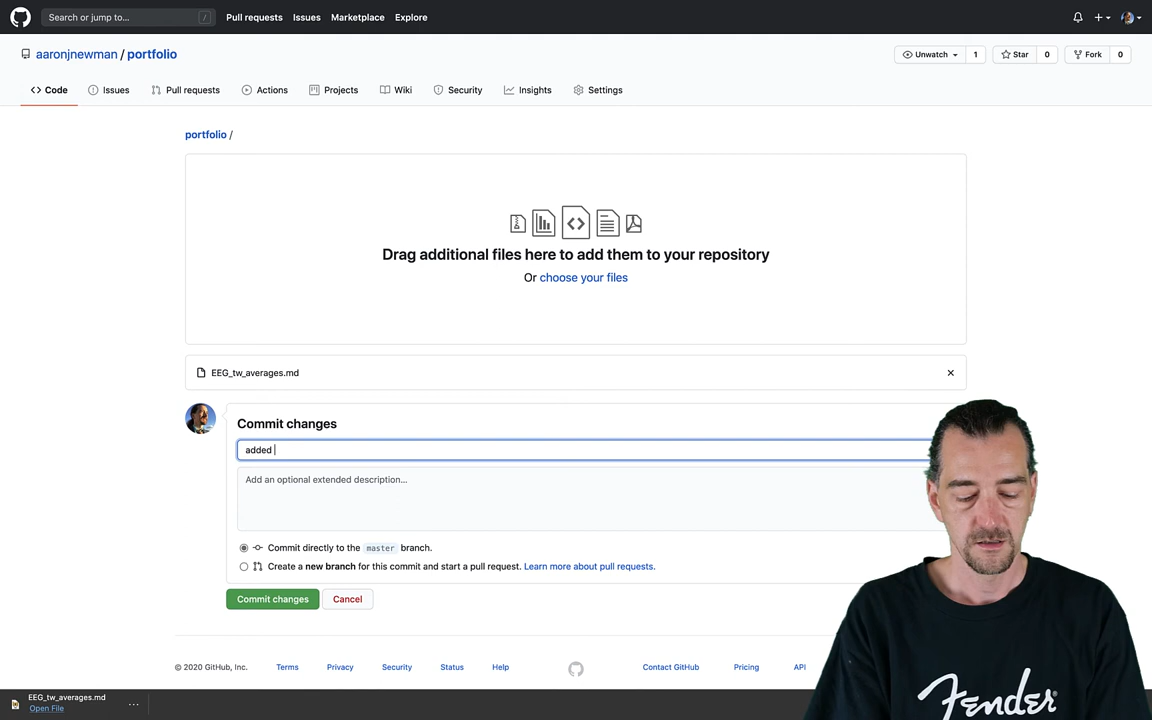 Search or jump to...
/
Pull requests
Issues
Marketplace
Explore
aaronjnewman / portfolio
Unwatch
1
Star
0
Fork
0
Code
Issues
Pull requests
Actions
Projects
Wiki
Security
Insights
Settings
portfolio /
Drag additional files here to add them to your repository
Or choose your files
EEG_tw_averages.md
Commit changes
added
Add an optional extended description...
Commit directly to the master branch.
Create a new branch for this commit and start a pull request. Learn more about pull requests.
Commit changes
Cancel
© 2020 GitHub, Inc.
Terms
Privacy
Security
Status
Help
Contact GitHub
Pricing
API
EEG_tw_averages.md
Open File
Fender